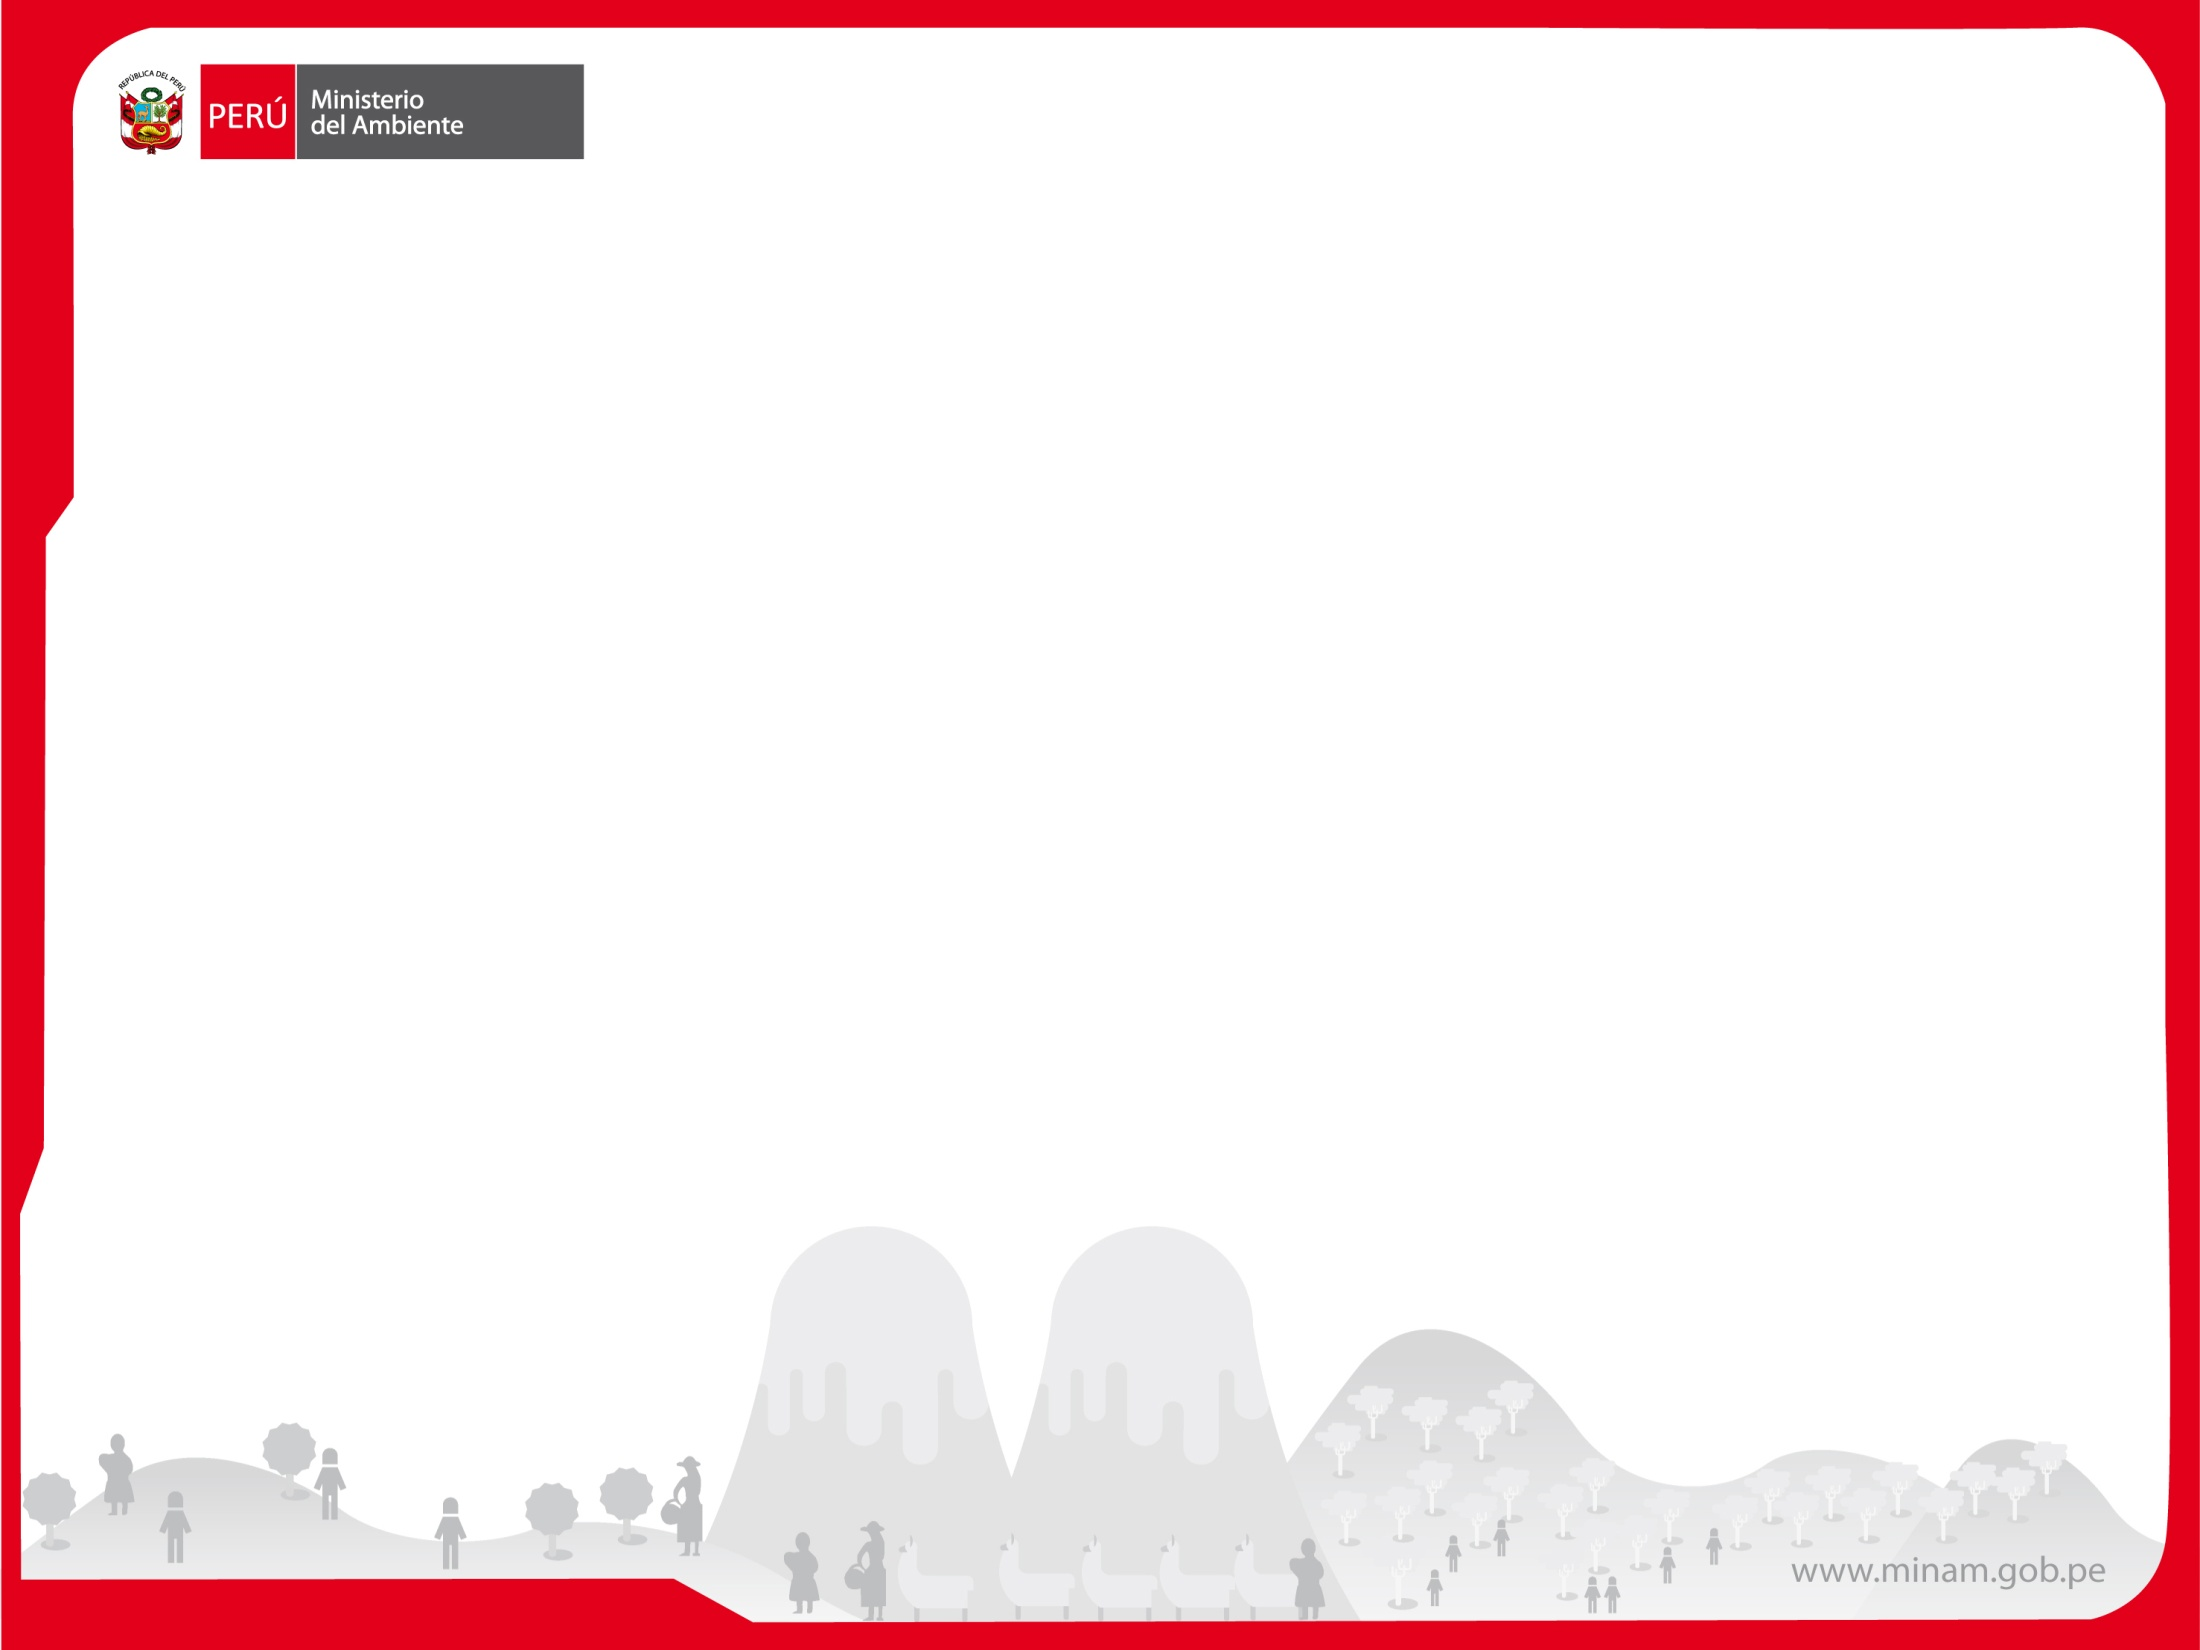 REPÚBLICA DEL PERÚ
PERÚ
Ministerio
del Ambiente
www.minam.gob.pe